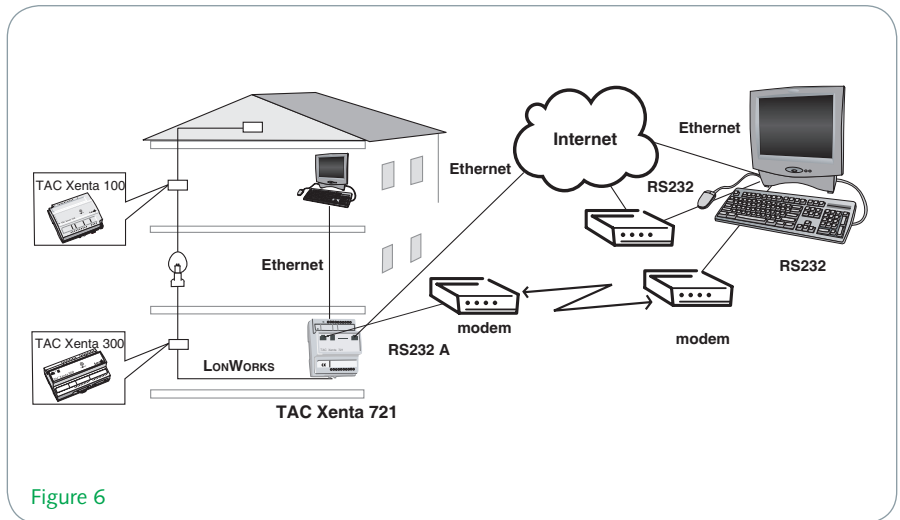 Internet
Ethernet
Ethernet
RS232
TAC Xenta 100
Ethernet
RS232
modem
modem
RS232 A
TAC Xenta 300
LONWORKS
TAC Xenta 721
Figure 6